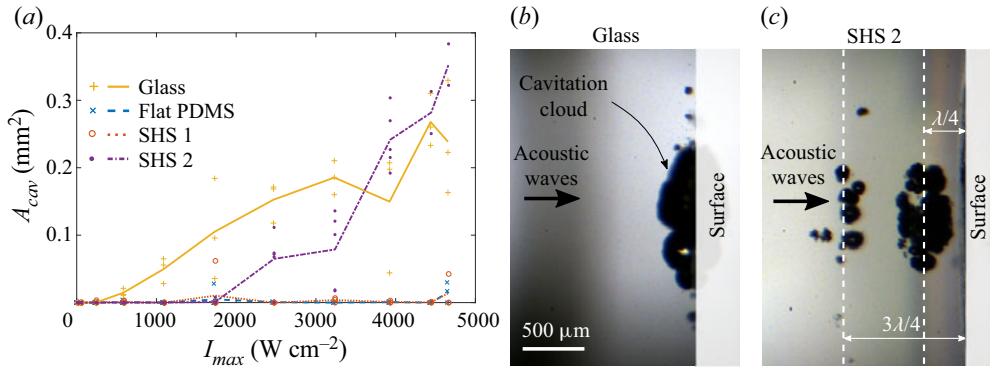 (a)
0.4
0.3
0.2
0.1
0
A_cav (mm²)
Glass
Flat PDMS
SHS 1
SHS 2
0
1000
2000
3000
4000
5000
I_max (W cm⁻²)
(b)
Glass
Cavitation
cloud
Acoustic
waves
Surface
500 μm
(c)
SHS 2
λ/4
Acoustic
waves
Surface
3λ/4